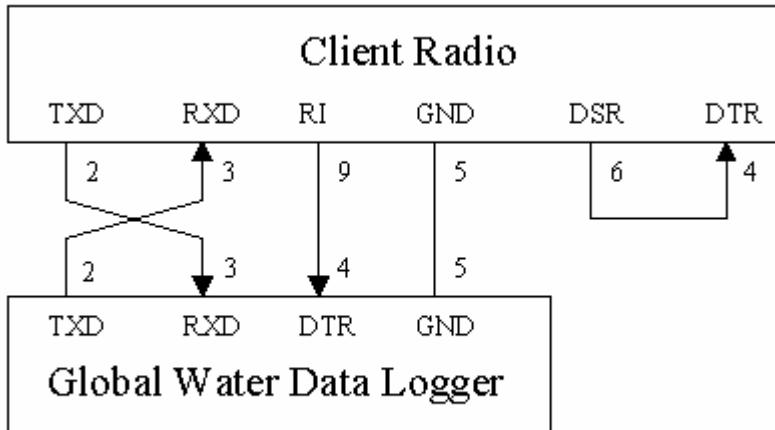 Client Radio
TXD RXD RI GND DSR DTR
2 3 9 5 6 4
2 3 4 5
TXD RXD DTR GND
Global Water Data Logger